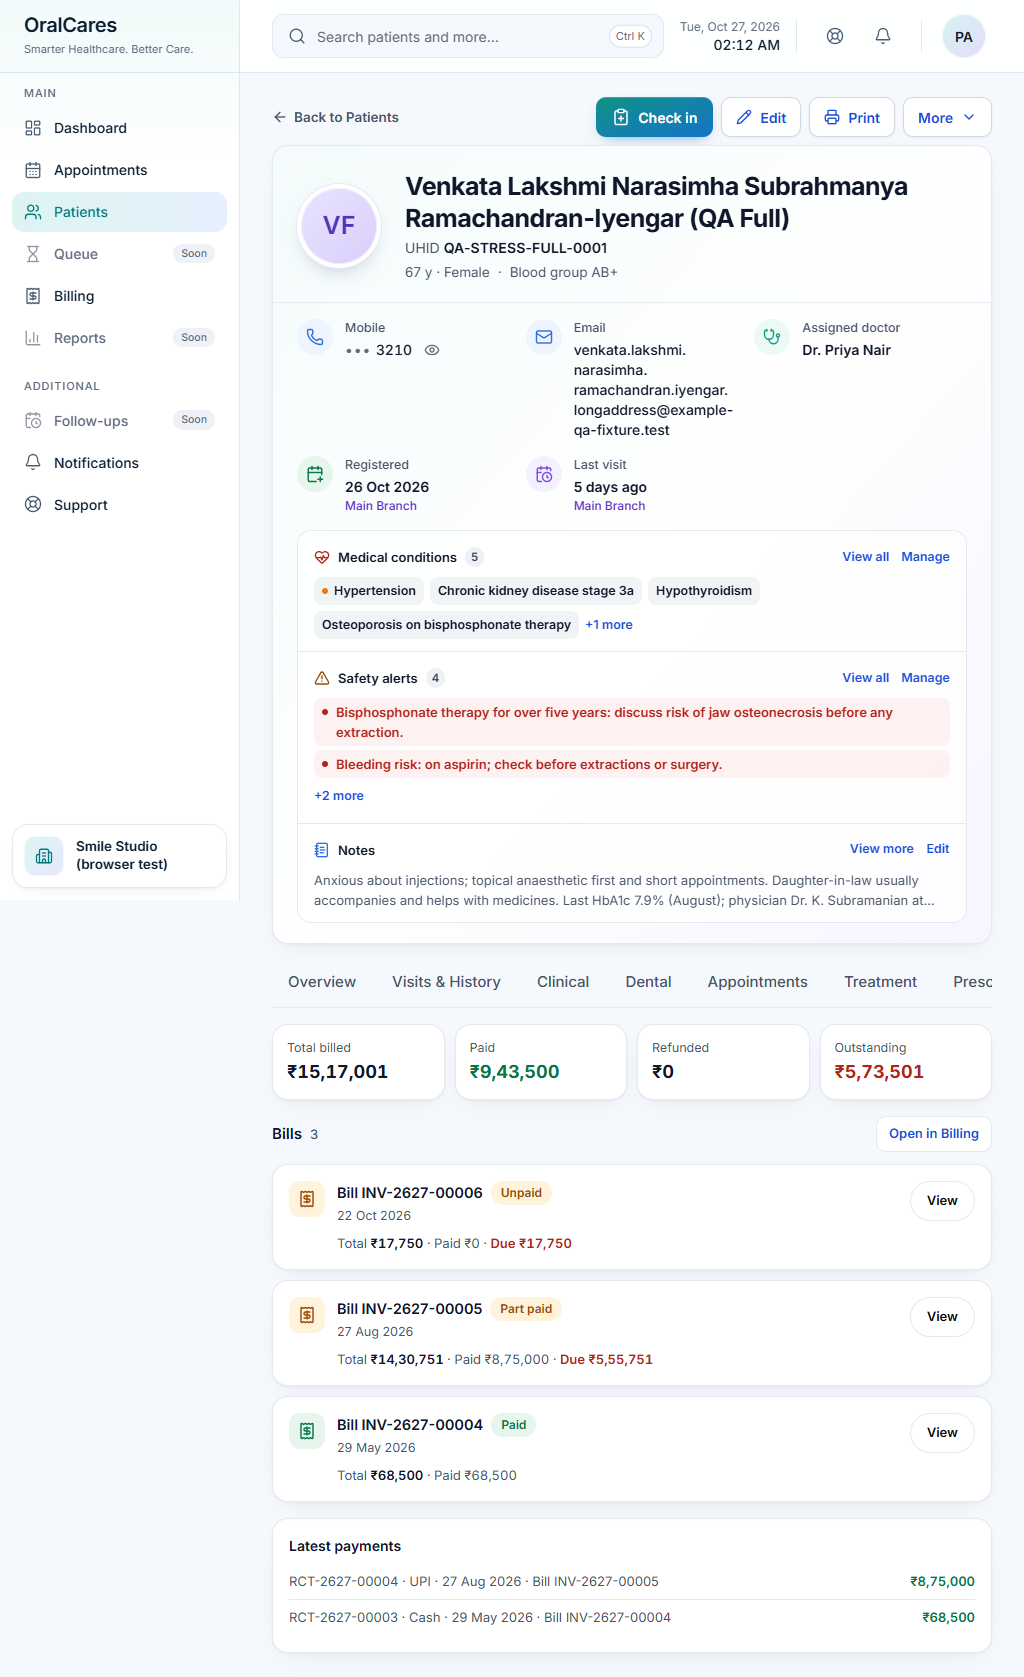 OralCares
Smarter Healthcare. Better Care.
Search patients and more...
Ctrl K
Tue, Oct 27, 2026
02:12 AM
PA
MAIN
Dashboard
Appointments
Patients
Queue
Soon
Billing
Reports
Soon
ADDITIONAL
Follow-ups
Soon
Notifications
Support
Smile Studio
(browser test)
Back to Patients
Check in
Edit
Print
More
VF
Venkata Lakshmi Narasimha Subrahmanya
Ramachandran-Iyengar (QA Full)
UHID QA-STRESS-FULL-0001
67 y · Female · Blood group AB+
Mobile
••• 3210
Email
venkata.lakshmi.
narasimha.
ramachandran.iyengar.
longaddress@example-
qa-fixture.test
Assigned doctor
Dr. Priya Nair
Registered
26 Oct 2026
Main Branch
Last visit
5 days ago
Main Branch
Medical conditions 5
View all Manage
Hypertension
Chronic kidney disease stage 3a
Hypothyroidism
Osteoporosis on bisphosphonate therapy
+1 more
Safety alerts 4
View all Manage
Bisphosphonate therapy for over five years: discuss risk of jaw osteonecrosis before any
extraction.
Bleeding risk: on aspirin; check before extractions or surgery.
+2 more
Notes
View more Edit
Anxious about injections; topical anaesthetic first and short appointments. Daughter-in-law usually
accompanies and helps with medicines. Last HbA1c 7.9% (August); physician Dr. K. Subramanian at...
Overview
Visits & History
Clinical
Dental
Appointments
Treatment
Presc
Total billed
₹15,17,001
Paid
₹9,43,500
Refunded
₹0
Outstanding
₹5,73,501
Bills 3
Open in Billing
Bill INV-2627-00006 Unpaid
22 Oct 2026
Total ₹17,750 · Paid ₹0 · Due ₹17,750
View
Bill INV-2627-00005 Part paid
27 Aug 2026
Total ₹14,30,751 · Paid ₹8,75,000 · Due ₹5,55,751
View
Bill INV-2627-00004 Paid
29 May 2026
Total ₹68,500 · Paid ₹68,500
View
Latest payments
RCT-2627-00004 · UPI · 27 Aug 2026 · Bill INV-2627-00005 ₹8,75,000
RCT-2627-00003 · Cash · 29 May 2026 · Bill INV-2627-00004 ₹68,500